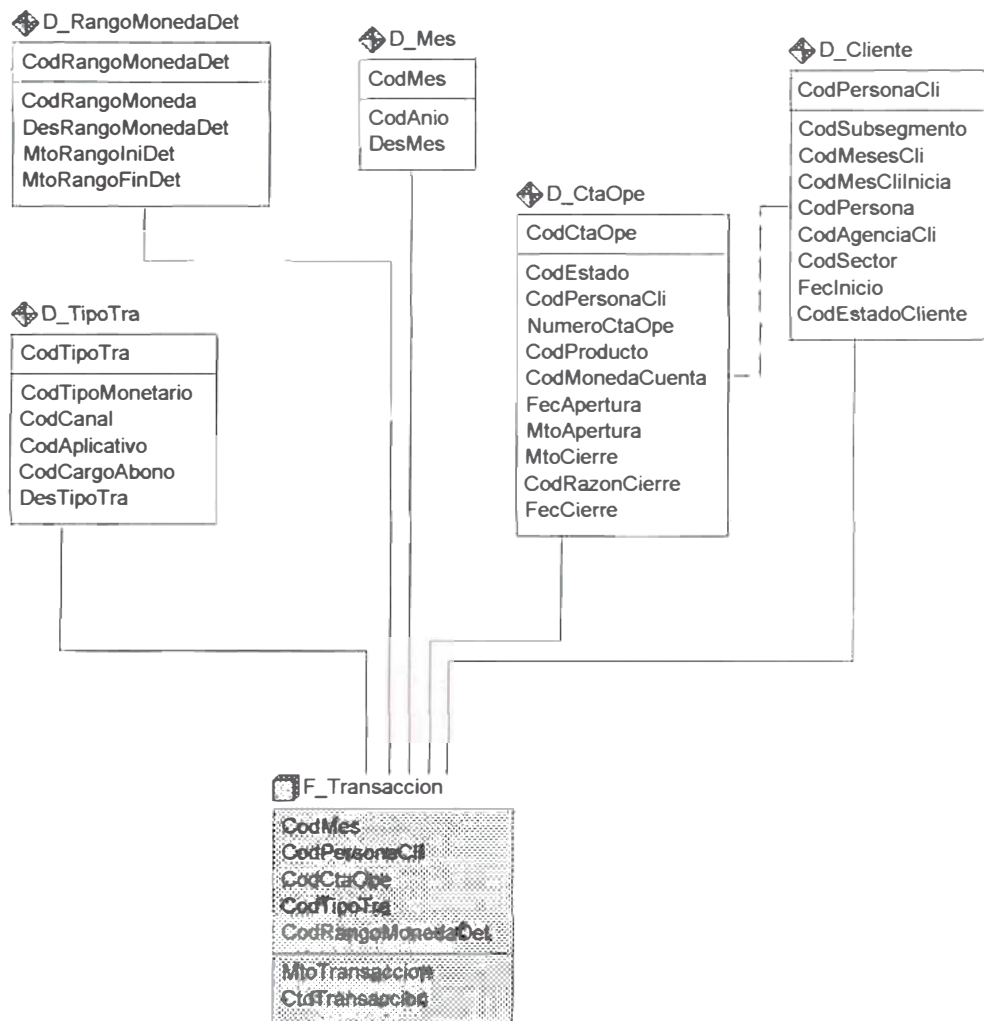 D_RangoMonedaDet
CodRangoMonedaDet
CodRangoMoneda
DesRangoMonedaDet
MtoRangoIniDet
MtoRangoFinDet
D_Mes
CodMes
CodAnio
DesMes
D_Cliente
CodPersonaCli
CodSubsegmento
CodMesesCli
CodMesCliInicia
CodPersona
CodAgenciaCli
CodSector
FecInicio
CodEstadoCliente
D_CtaOpe
CodCtaOpe
CodEstado
CodPersonaCli
NumeroCtaOpe
CodProducto
CodMonedaCuenta
FecApertura
MtoApertura
MtoCierre
CodRazonCierre
FecCierre
D_TipoTra
CodTipoTra
CodTipoMonetario
CodCanal
CodAplicativo
CodCargoAbono
DesTipoTra
F_Transaccion
CodMes
CodPersonaCli
CodCtaOpe
CodTipoTra
CodRangoMonedaDet
MtoTransaccion
CtdTransaccion